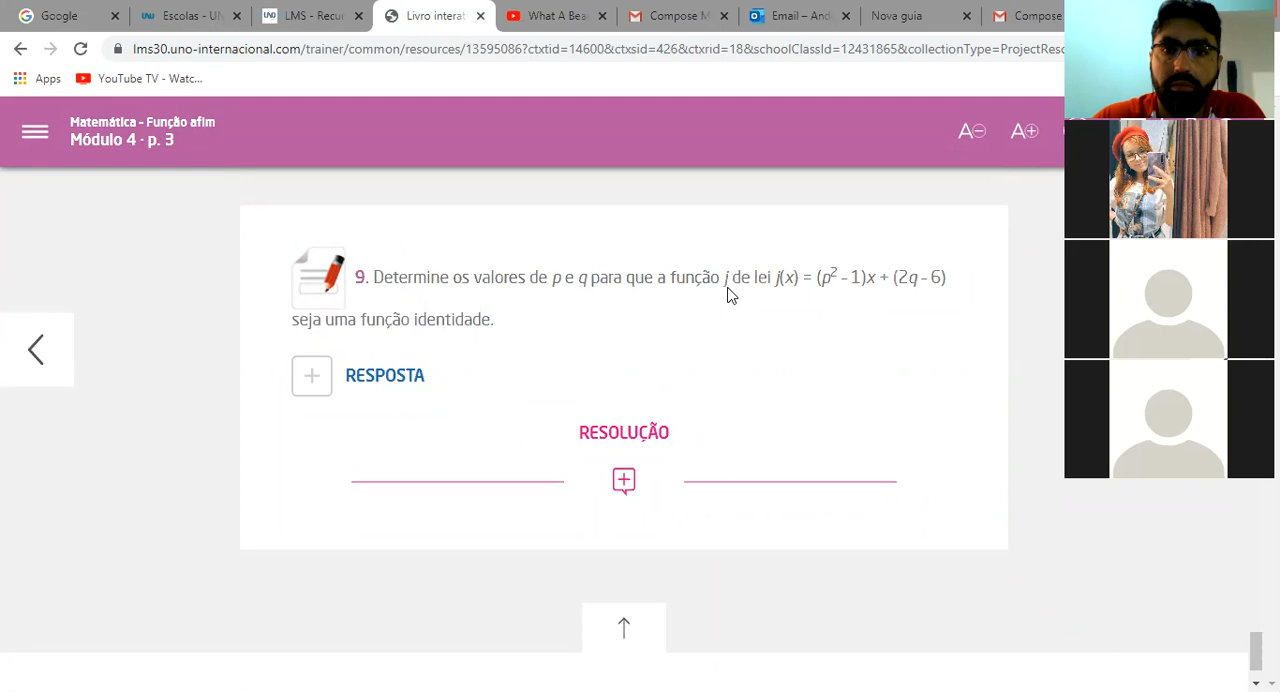 Google
Escolas - UN
LMS - Recur
Livro interat
What A Bea
Compose M
Email – And
Nova guia
Compose
lms30.uno-internacional.com/trainer/common/resources/13595086?ctxtid=14600&ctxsid=426&ctxrid=18&schoolClassId=12431865&collectionType=ProjectReso
Apps
YouTube TV - Watc...
Matemática - Função afim
Módulo 4 · p. 3
A− A+
9. Determine os valores de p e q para que a função j de lei j(x) = (p² - 1)x + (2q - 6)
seja uma função identidade.
+ RESPOSTA
RESOLUÇÃO